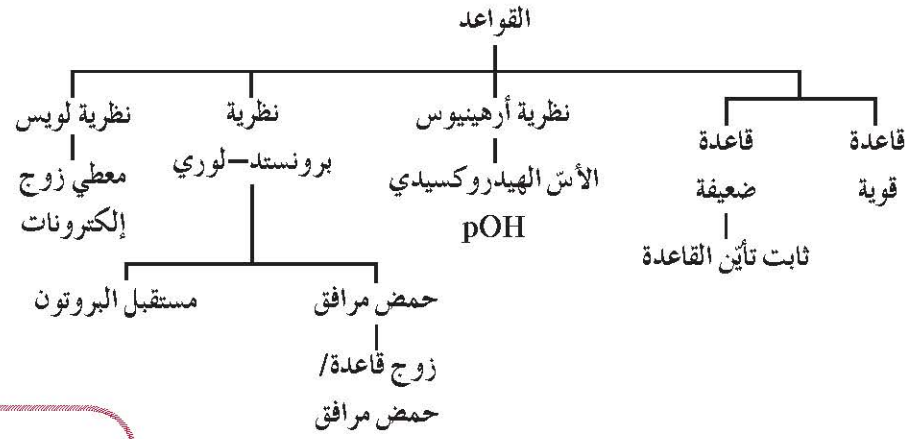 القواعد
قاعدة
قوية
قاعدة
ضعيفة
ثابت تأيّن القاعدة
نظرية أرهينيوس
الأسّ الهيدروكسيدي
pOH
نظرية
برونستد–لوري
حمض مرافق
زوج قاعدة/
حمض مرافق
مستقبل البروتون
نظرية لويس
معطي زوج
إلكترونات